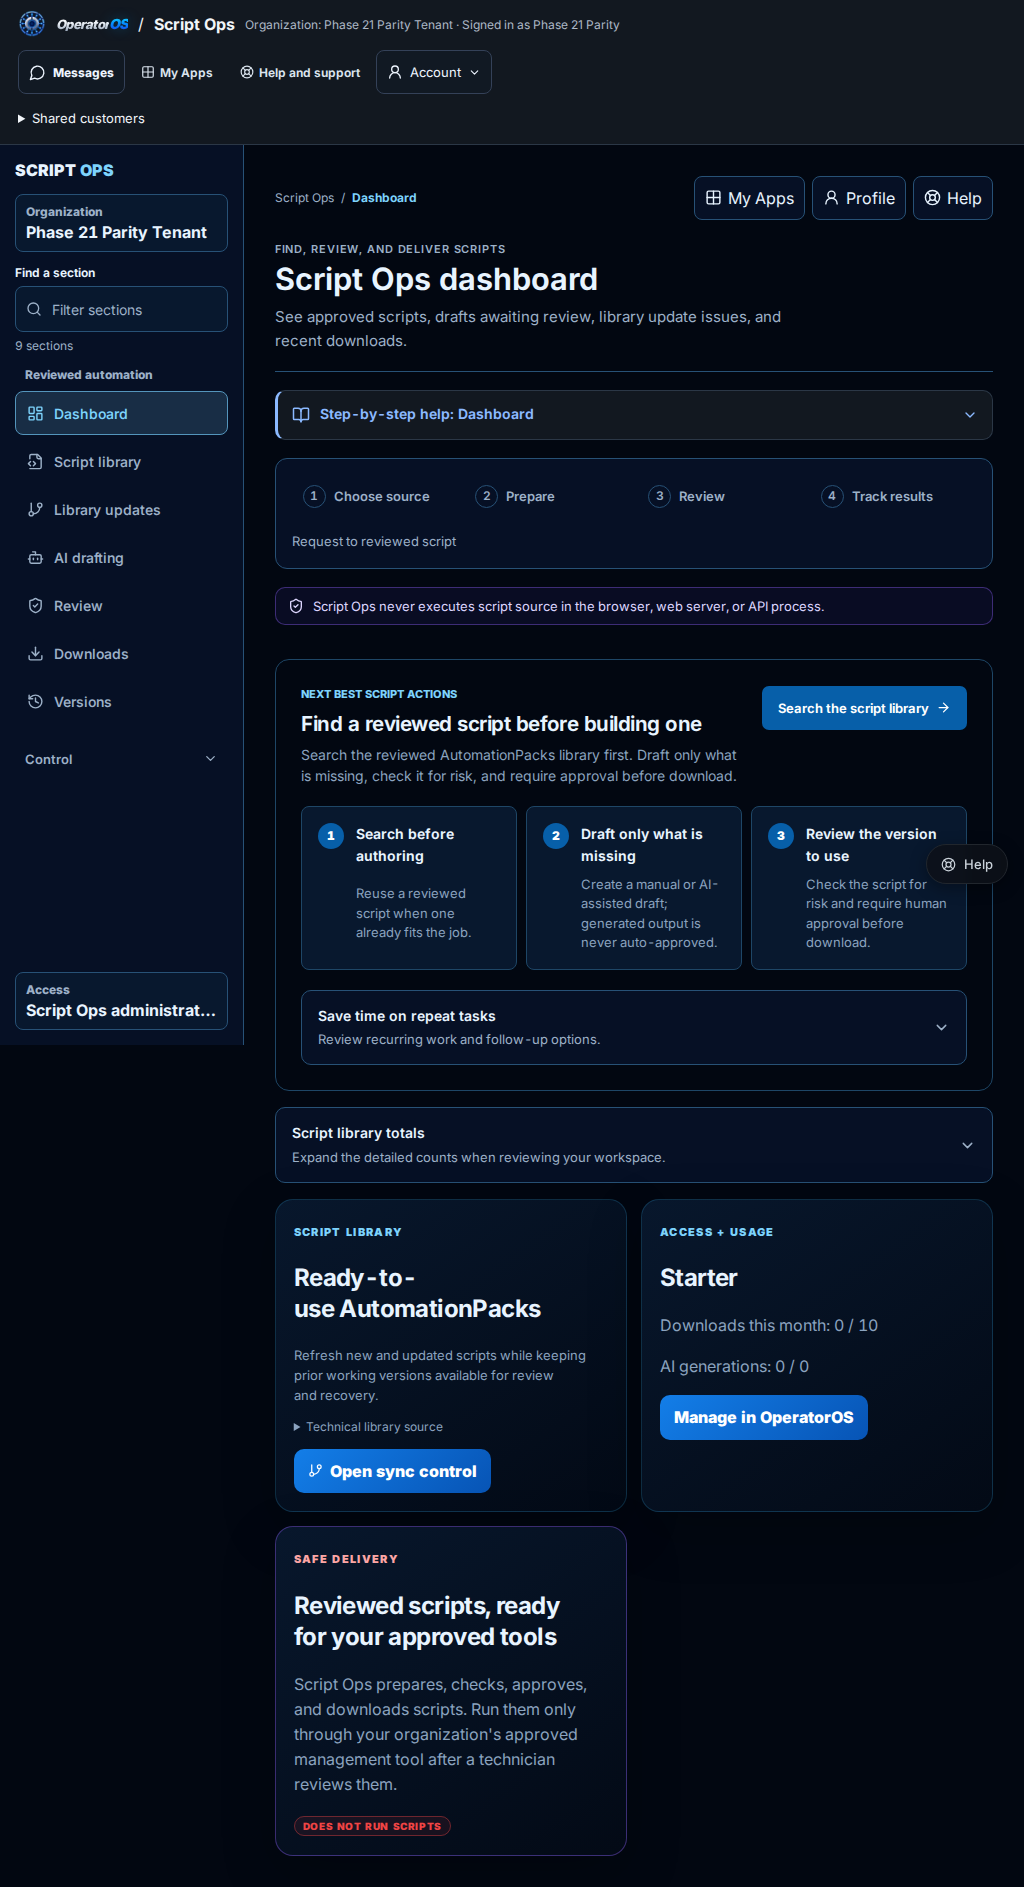 OperatorOS / Script Ops Organization: Phase 21 Parity Tenant · Signed in as Phase 21 Parity
Messages My Apps Help and support Account
Shared customers
SCRIPT OPS
Organization
Phase 21 Parity Tenant
Find a section
Filter sections
9 sections
Reviewed automation
Dashboard
Script library
Library updates
AI drafting
Review
Downloads
Versions
Control
Access
Script Ops administrat...
Script Ops / Dashboard
My Apps Profile Help
FIND, REVIEW, AND DELIVER SCRIPTS
Script Ops dashboard
See approved scripts, drafts awaiting review, library update issues, and
recent downloads.
Step-by-step help: Dashboard
1 Choose source 2 Prepare 3 Review 4 Track results
Request to reviewed script
Script Ops never executes script source in the browser, web server, or API process.
NEXT BEST SCRIPT ACTIONS
Find a reviewed script before building one
Search the reviewed AutomationPacks library first. Draft only what
is missing, check it for risk, and require approval before download.
Search the script library
1 Search before
authoring
Reuse a reviewed
script when one
already fits the job.
2 Draft only what is
missing
Create a manual or AI-
assisted draft;
generated output is
never auto-approved.
3 Review the version
to use
Check the script for
risk and require human
approval before
download.
Help
Save time on repeat tasks
Review recurring work and follow-up options.
Script library totals
Expand the detailed counts when reviewing your workspace.
SCRIPT LIBRARY
Ready-to-
use AutomationPacks
Refresh new and updated scripts while keeping
prior working versions available for review
and recovery.
Technical library source
Open sync control
ACCESS + USAGE
Starter
Downloads this month: 0 / 10
AI generations: 0 / 0
Manage in OperatorOS
SAFE DELIVERY
Reviewed scripts, ready
for your approved tools
Script Ops prepares, checks, approves,
and downloads scripts. Run them only
through your organization's approved
management tool after a technician
reviews them.
DOES NOT RUN SCRIPTS